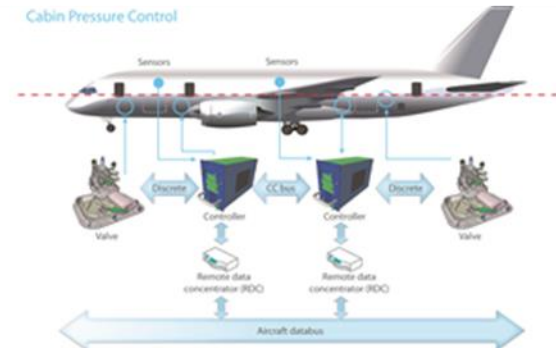 Cabin Pressure Control
Sensors
Sensors
Discrete
CC bus
Discrete
Valve
Controller
Controller
Valve
Remote data
concentrator (RDC)
Remote data
concentrator (RDC)
Aircraft databus